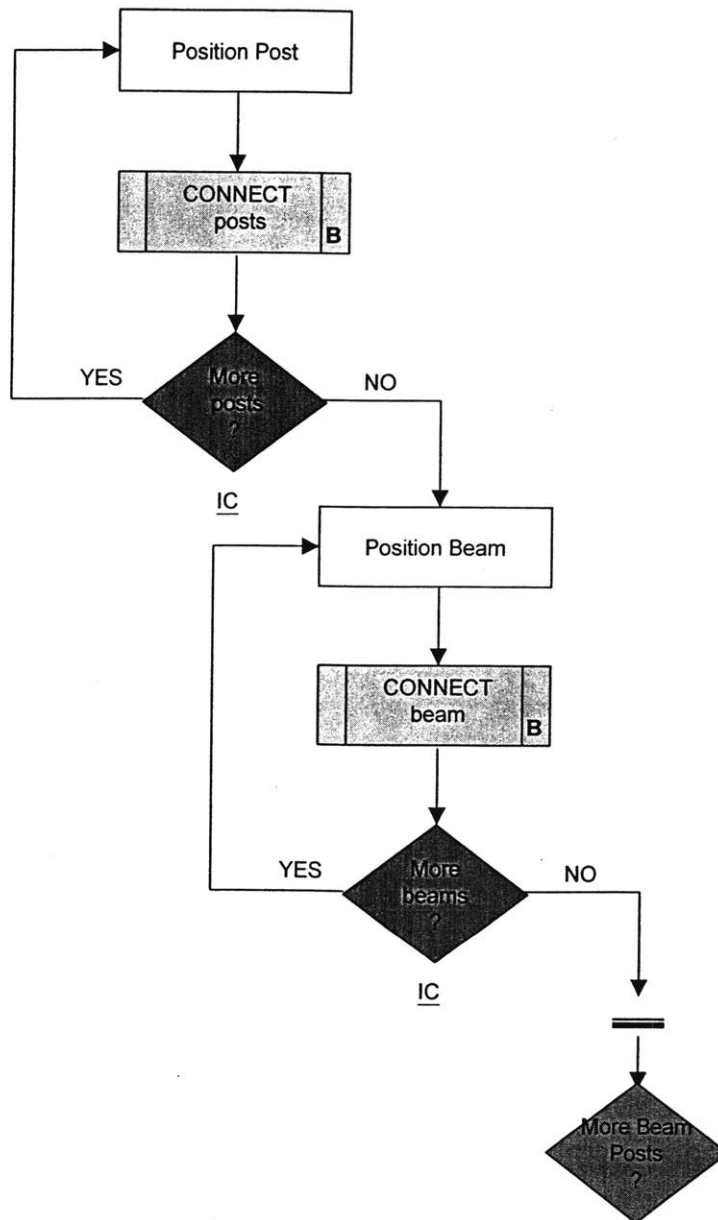 Position Post
CONNECT
posts
B
More
posts
?
YES
NO
IC
Position Beam
CONNECT
beam
B
More
beams
?
YES
NO
IC
More Beam
Posts
?